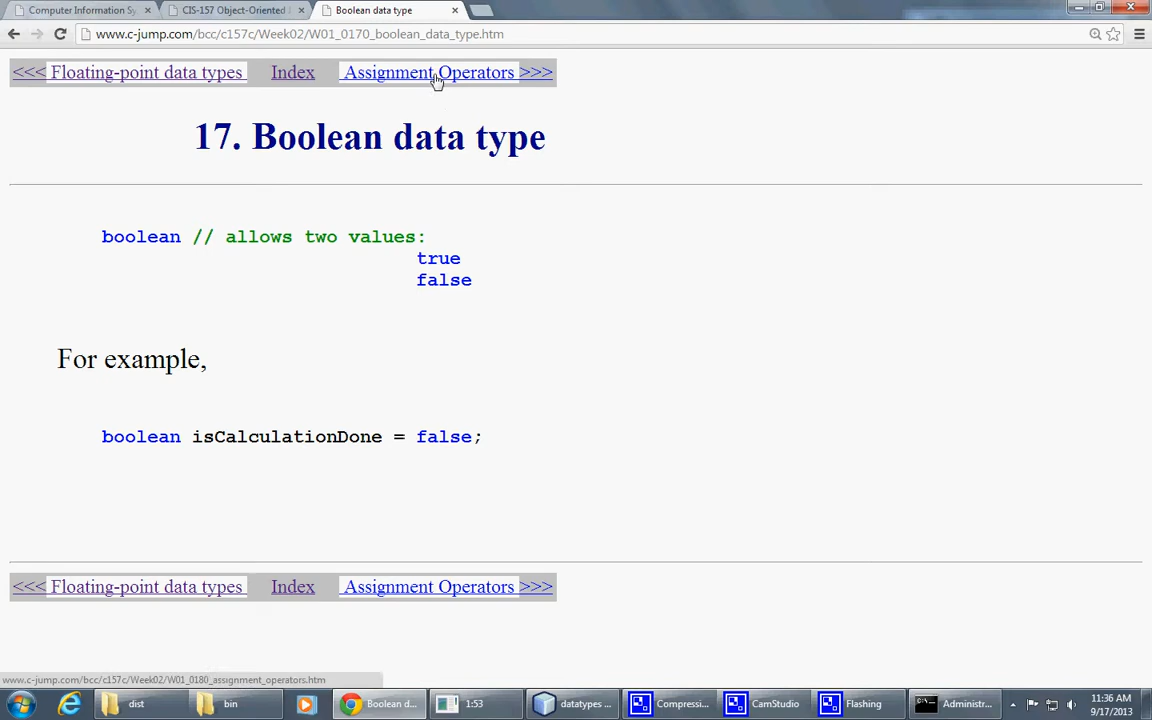 Computer Information Sy
CIS-157 Object-Oriented
Boolean data type
www.c-jump.com/bcc/c157c/Week02/W01_0170_boolean_data_type.htm
<<< Floating-point data types Index Assignment Operators >>>
17. Boolean data type
boolean // allows two values:
true
false
For example,
boolean isCalculationDone = false;
<<< Floating-point data types Index Assignment Operators >>>
www.c-jump.com/bcc/c157c/Week02/W01_0180_assignment_operators.htm
dist
bin
Boolean d...
1:53
datatypes ...
Compressi...
CamStudio
Flashing
Administr...
11:36 AM
9/17/2013